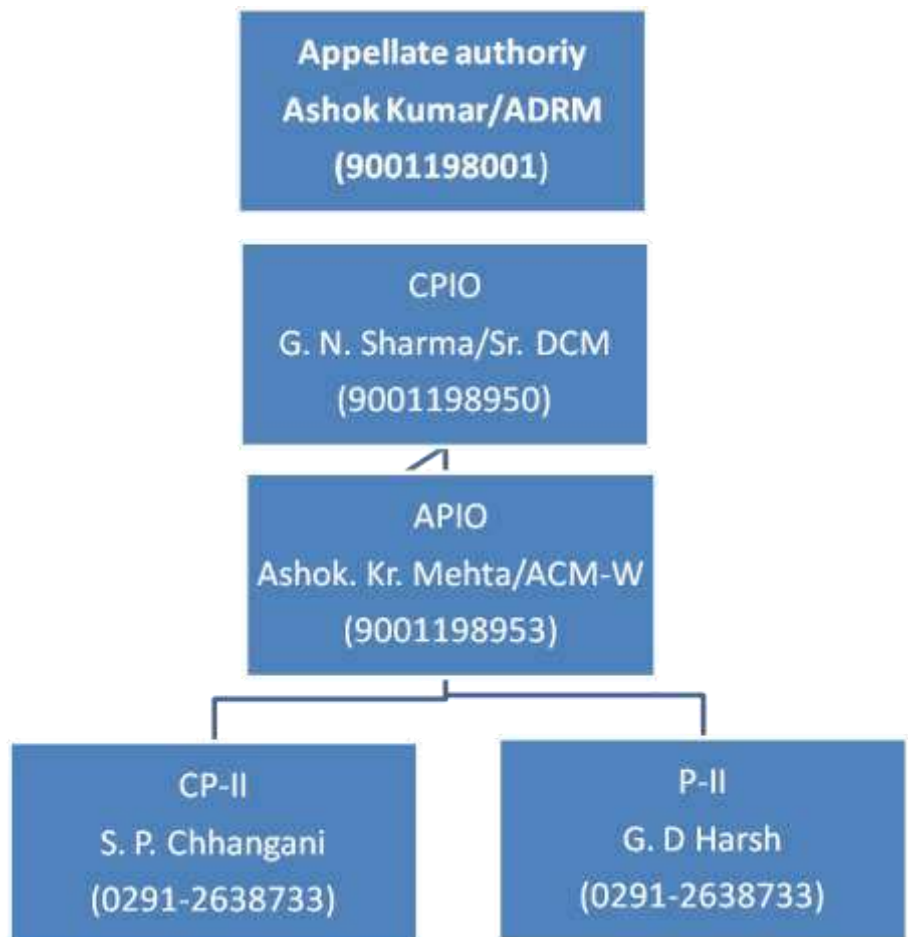 Appellate authoriy
Ashok Kumar/ADRM
(9001198001)
CPIO
G. N. Sharma/Sr. DCM
(9001198950)
APIO
Ashok. Kr. Mehta/ACM-W
(9001198953)
CP-II
S. P. Chhangani
(0291-2638733)
P-II
G. D Harsh
(0291-2638733)